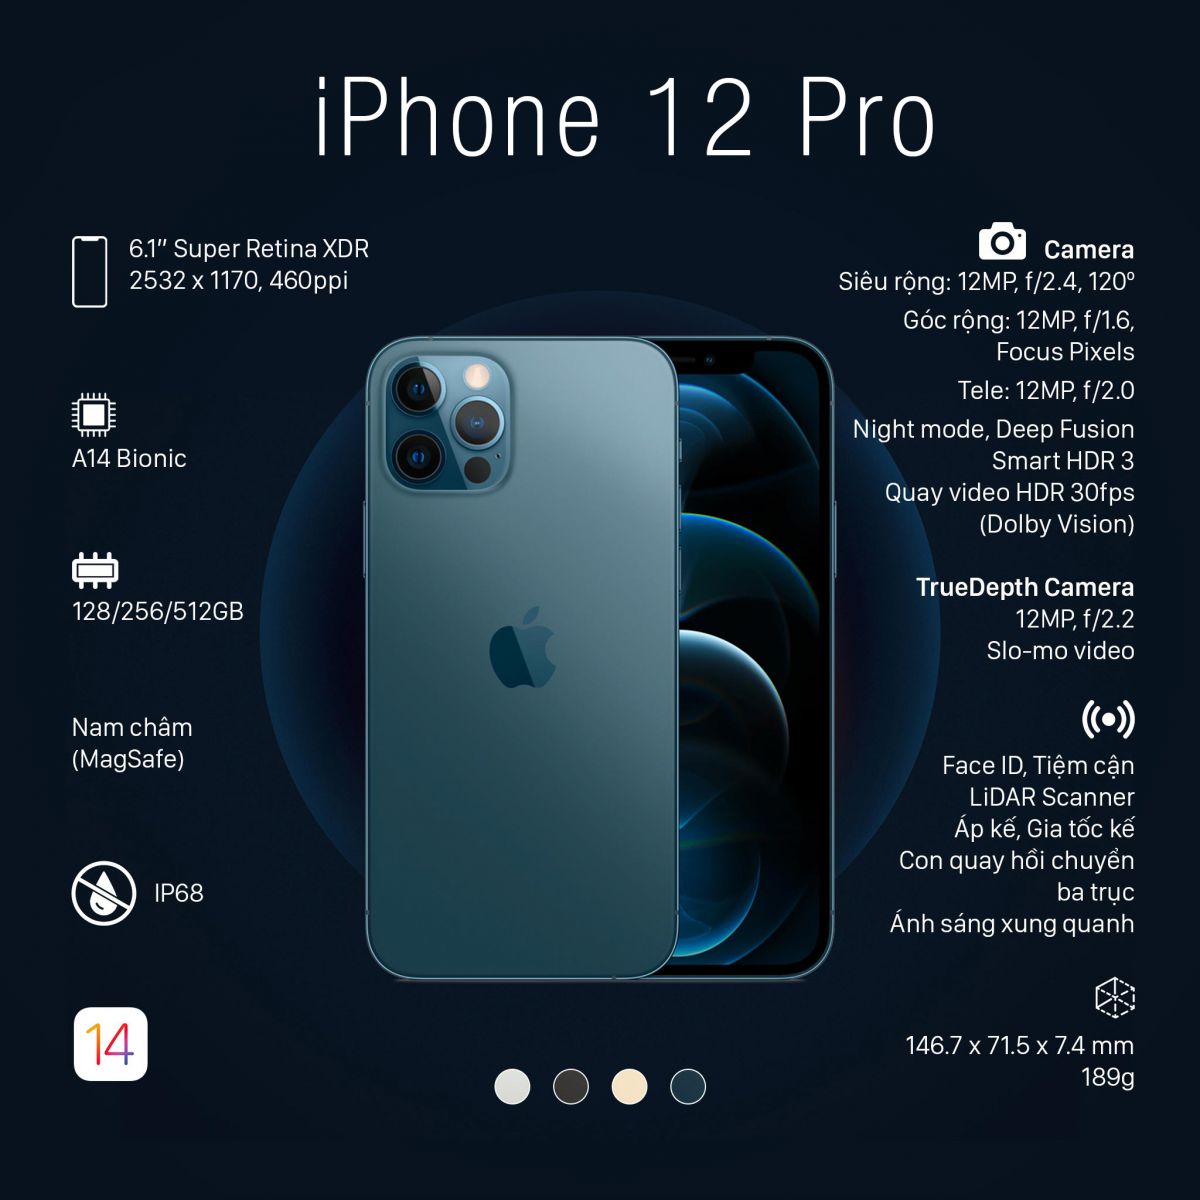 iPhone 12 Pro
6.1″ Super Retina XDR
2532 x 1170, 460ppi
A14 Bionic
128/256/512GB
Nam châm
(MagSafe)
IP68
14
Camera
Siêu rộng: 12MP, f/2.4, 120º
Góc rộng: 12MP, f/1.6,
Focus Pixels
Tele: 12MP, f/2.0
Night mode, Deep Fusion
Smart HDR 3
Quay video HDR 30fps
(Dolby Vision)
TrueDepth Camera
12MP, f/2.2
Slo-mo video
Face ID, Tiệm cận
LiDAR Scanner
Áp kế, Gia tốc kế
Con quay hồi chuyển
ba trục
Ánh sáng xung quanh
146.7 x 71.5 x 7.4 mm
189g